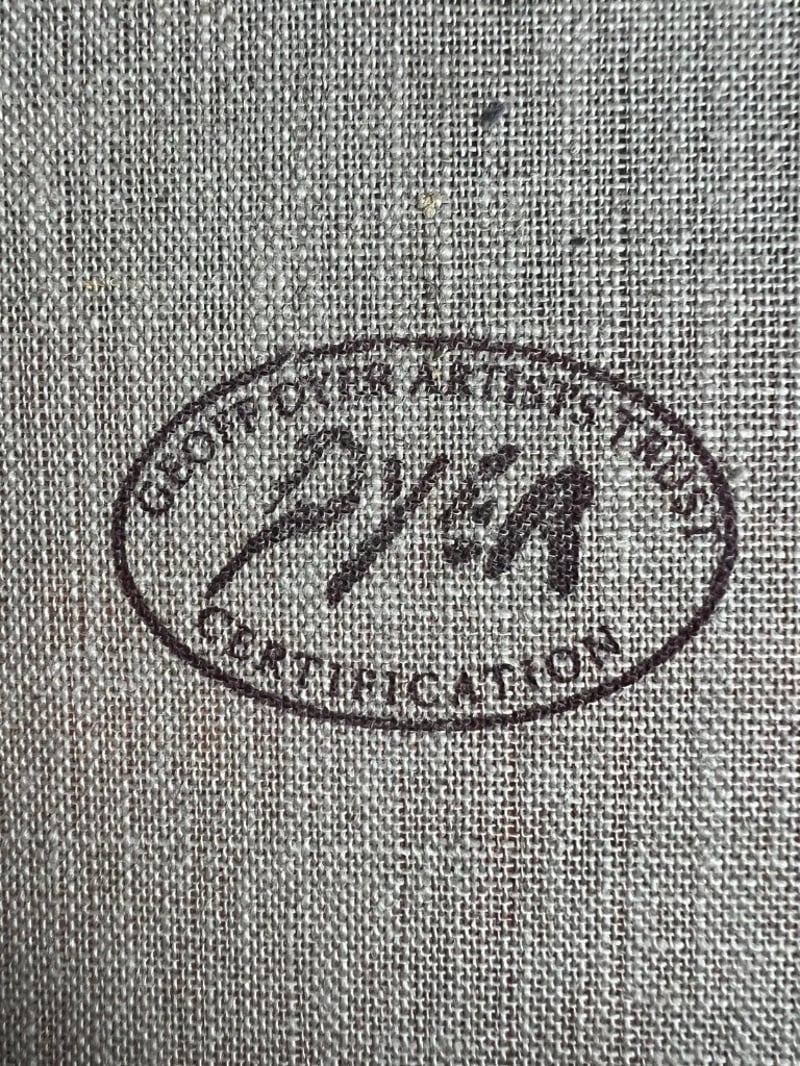 GEOFF DYER ARTISTS TRUST
DYER
CERTIFICATION